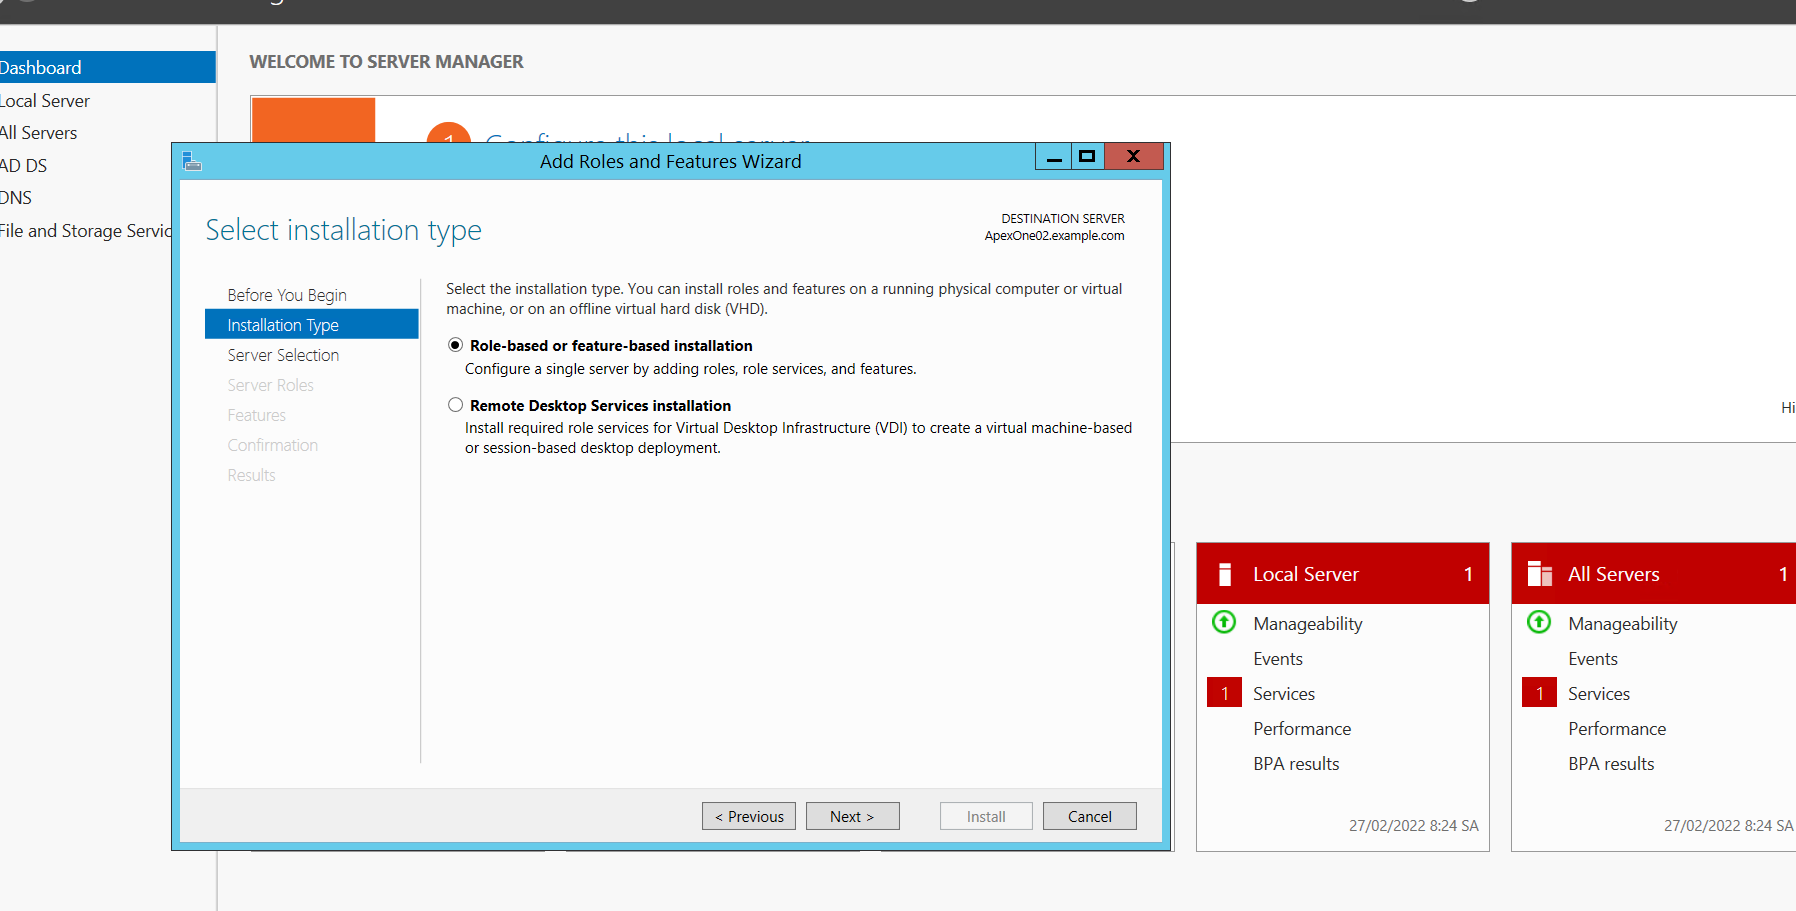 WELCOME TO SERVER MANAGER
Dashboard
Local Server
All Servers
AD DS
DNS
File and Storage Servic
1 Configure this local server
Add Roles and Features Wizard
Select installation type
DESTINATION SERVER
ApexOne02.example.com
Before You Begin
Installation Type
Server Selection
Server Roles
Features
Confirmation
Results
Select the installation type. You can install roles and features on a running physical computer or virtual
machine, or on an offline virtual hard disk (VHD).
Role-based or feature-based installation
Configure a single server by adding roles, role services, and features.
Remote Desktop Services installation
Install required role services for Virtual Desktop Infrastructure (VDI) to create a virtual machine-based
or session-based desktop deployment.
< Previous
Next >
Install
Cancel
Hi
Local Server 1
Manageability
Events
1 Services
Performance
BPA results
27/02/2022 8:24 SA
All Servers 1
Manageability
Events
1 Services
Performance
BPA results
27/02/2022 8:24 SA